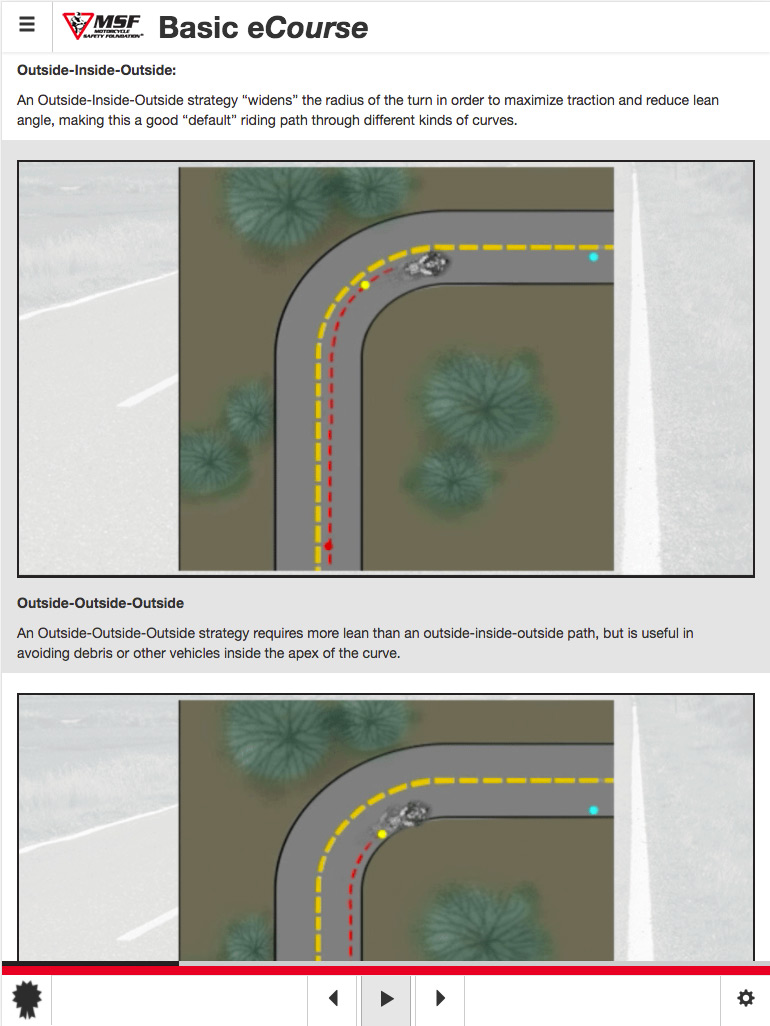 MSF
MOTORCYCLE
SAFETY FOUNDATION
Basic eCourse
Outside-Inside-Outside:
An Outside-Inside-Outside strategy “widens” the radius of the turn in order to maximize traction and reduce lean
angle, making this a good “default” riding path through different kinds of curves.
Outside-Outside-Outside
An Outside-Outside-Outside strategy requires more lean than an outside-inside-outside path, but is useful in
avoiding debris or other vehicles inside the apex of the curve.